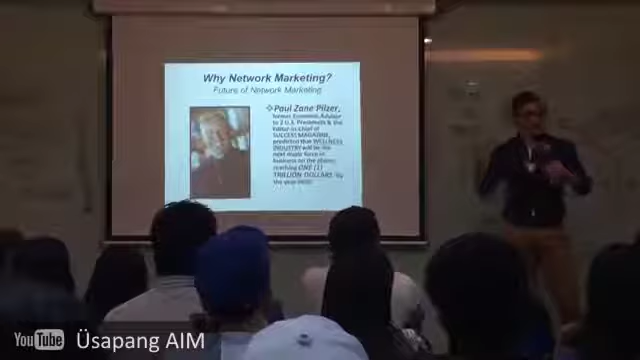 Why Network Marketing?
Future of Network Marketing
❖Paul Zane Pilzer,
former Economic Advisor
to 2 U.S. Presidents & the
Editor in Chief of
SUCCESS MAGAZINE,
predicted that WELLNESS
INDUSTRY will be the
next major force in
business on the planet,
reaching ONE (1)
TRILLION DOLLARS by
the year
YouTube Üsapang AIM